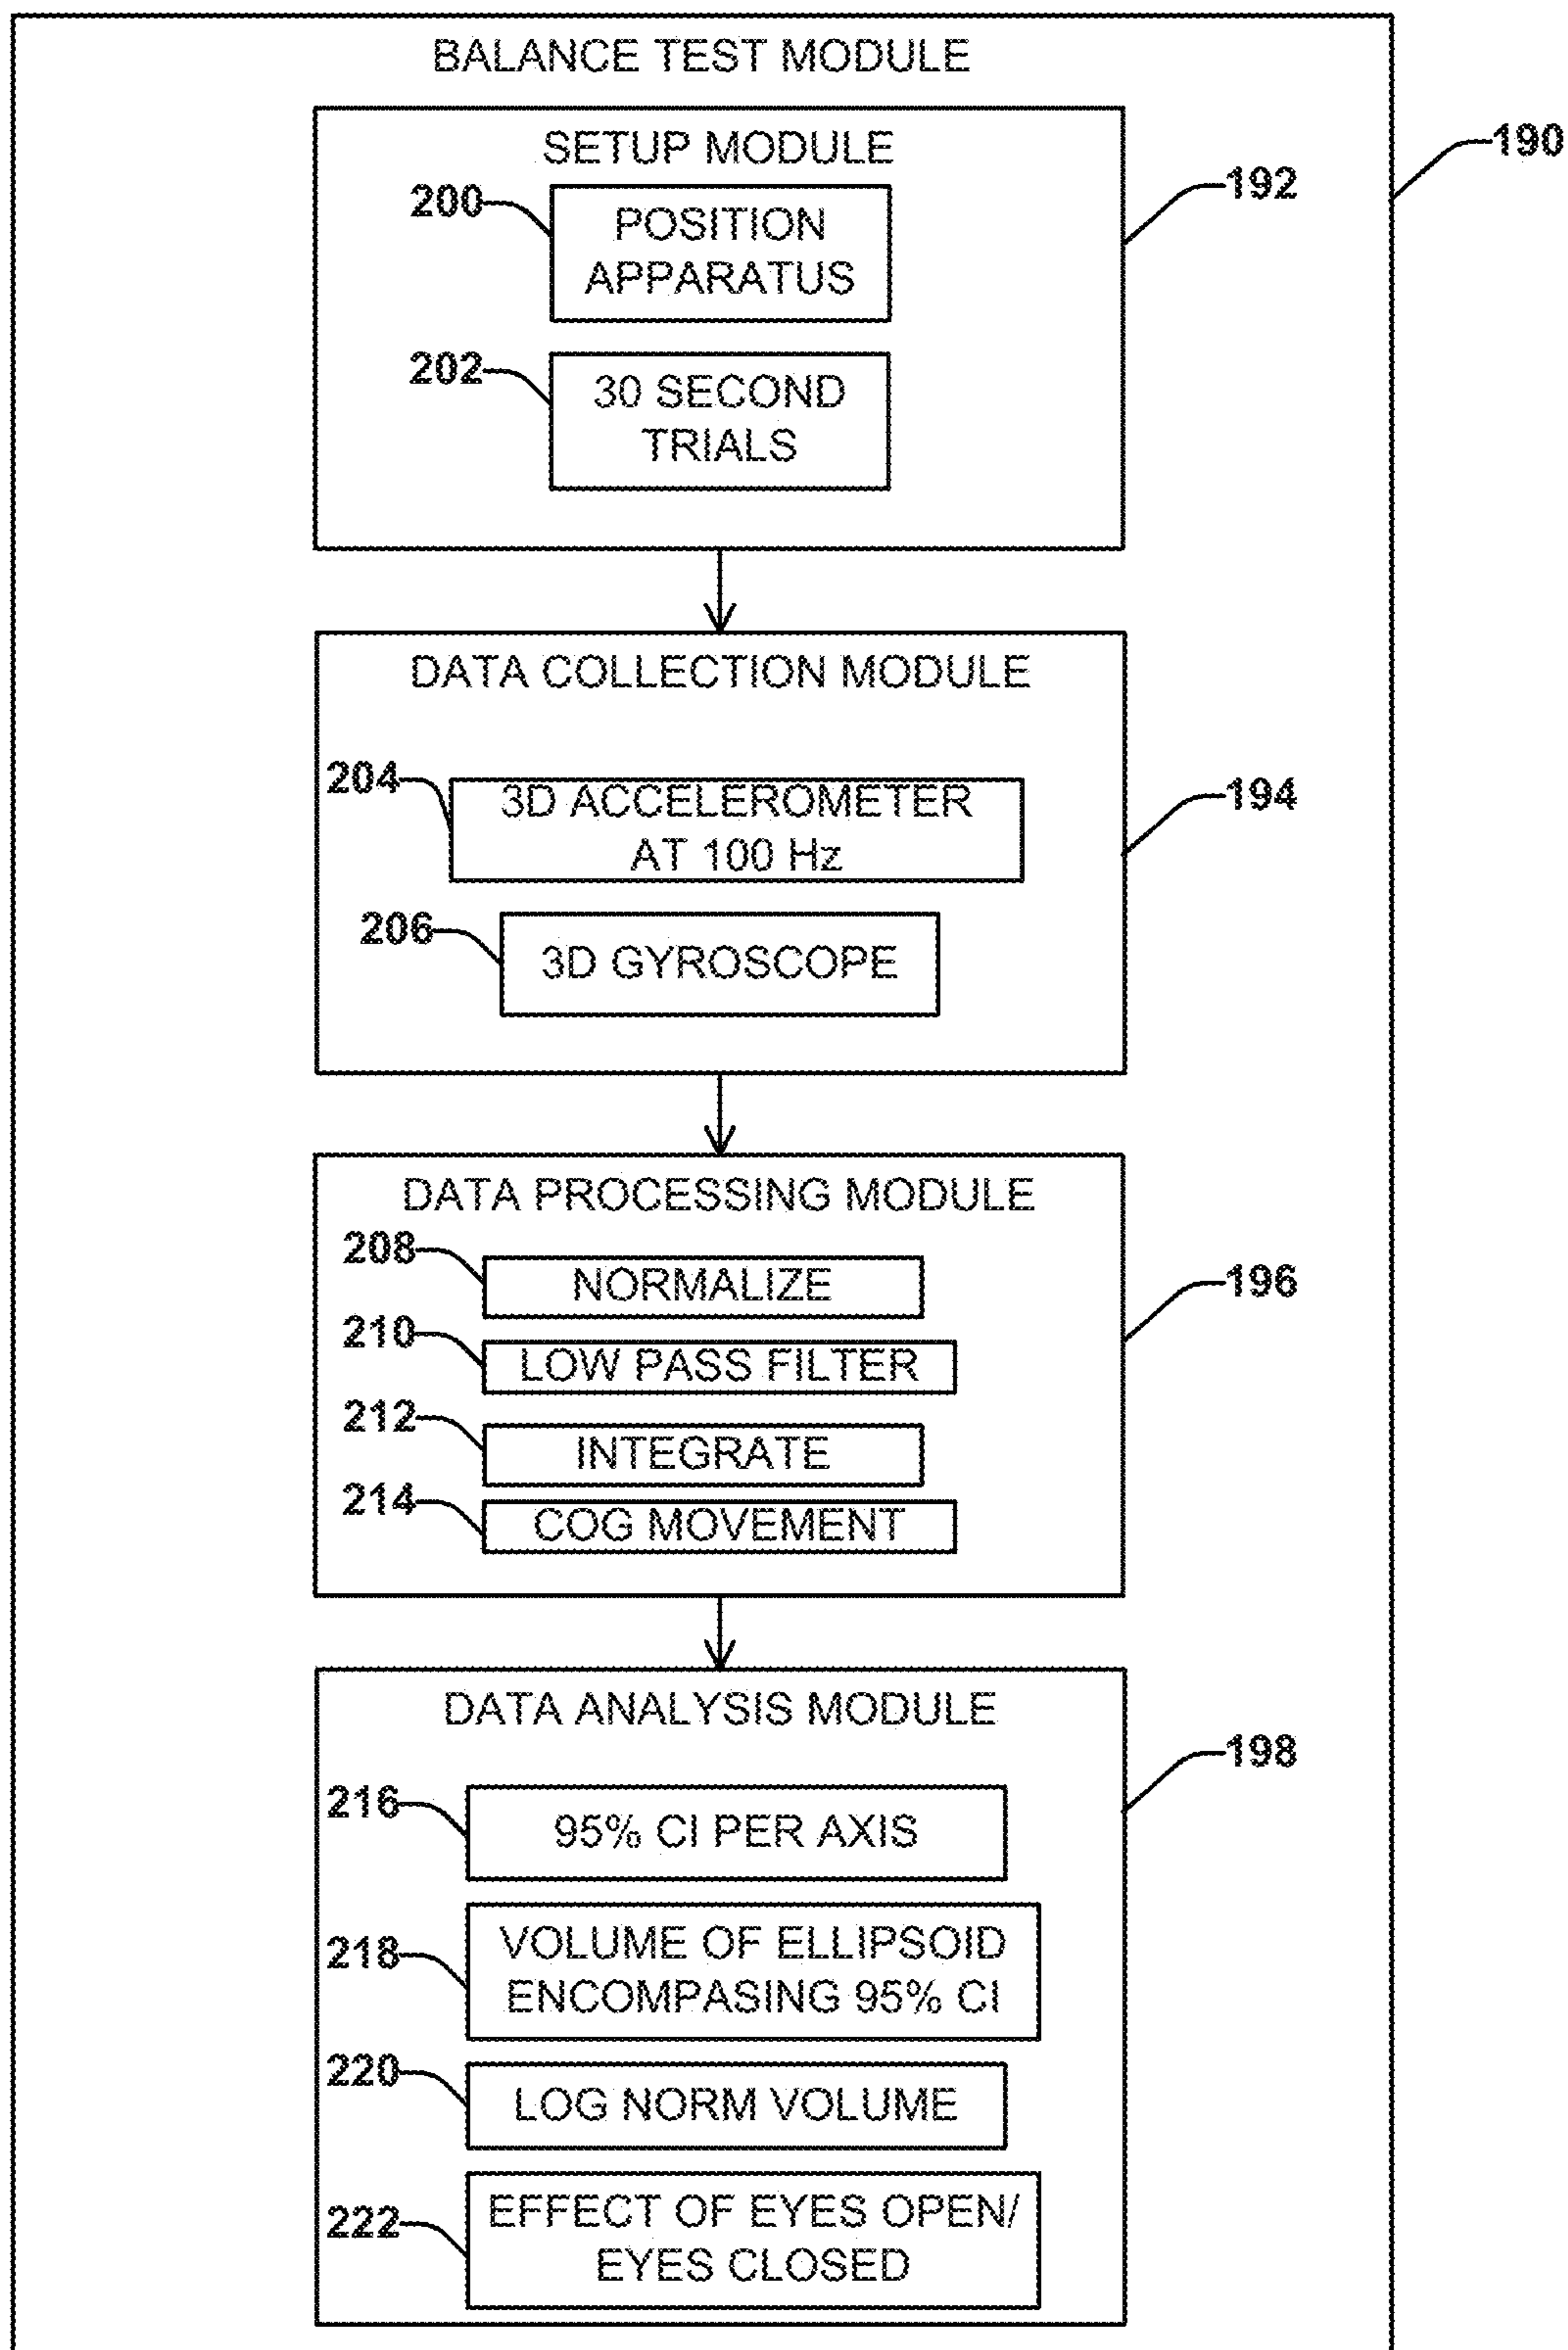 BALANCE TEST MODULE
190
SETUP MODULE
192
200
POSITION
APPARATUS
202
30 SECOND
TRIALS
DATA COLLECTION MODULE
194
204
3D ACCELEROMETER
AT 100 Hz
206
3D GYROSCOPE
DATA PROCESSING MODULE
196
208
NORMALIZE
210
LOW PASS FILTER
212
INTEGRATE
214
COG MOVEMENT
DATA ANALYSIS MODULE
198
216
95% CI PER AXIS
218
VOLUME OF ELLIPSOID
ENCOMPASING 95% CI
220
LOG NORM VOLUME
222
EFFECT OF EYES OPEN/
EYES CLOSED